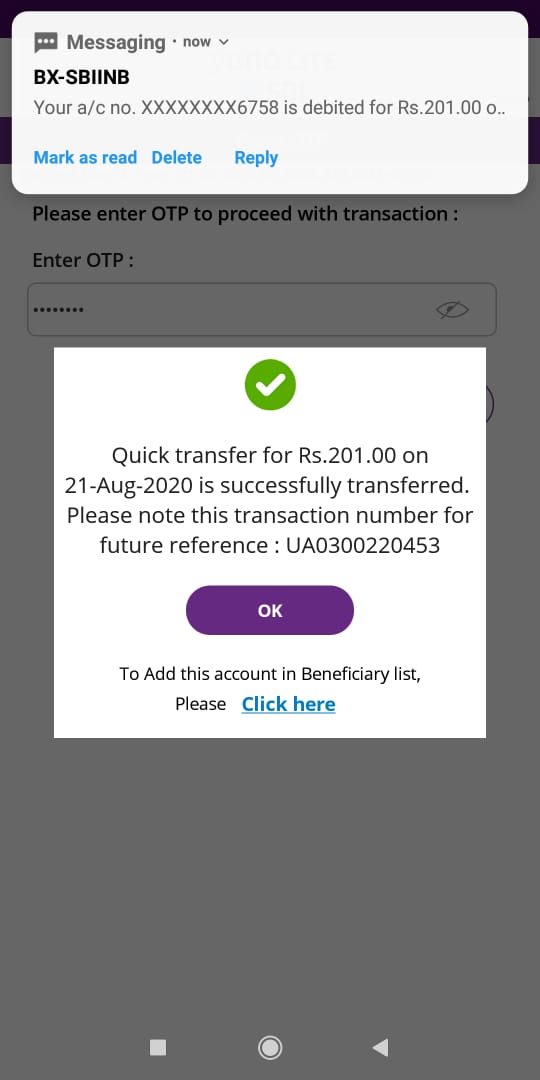 Messaging · now
BX-SBIINB
Your a/c no. XXXXXXXX6758 is debited for Rs.201.00 o..
Mark as read Delete Reply
Please enter OTP to proceed with transaction :
Enter OTP :
••••••••
Quick transfer for Rs.201.00 on
21-Aug-2020 is successfully transferred.
Please note this transaction number for
future reference : UA0300220453
OK
To Add this account in Beneficiary list,
Please Click here